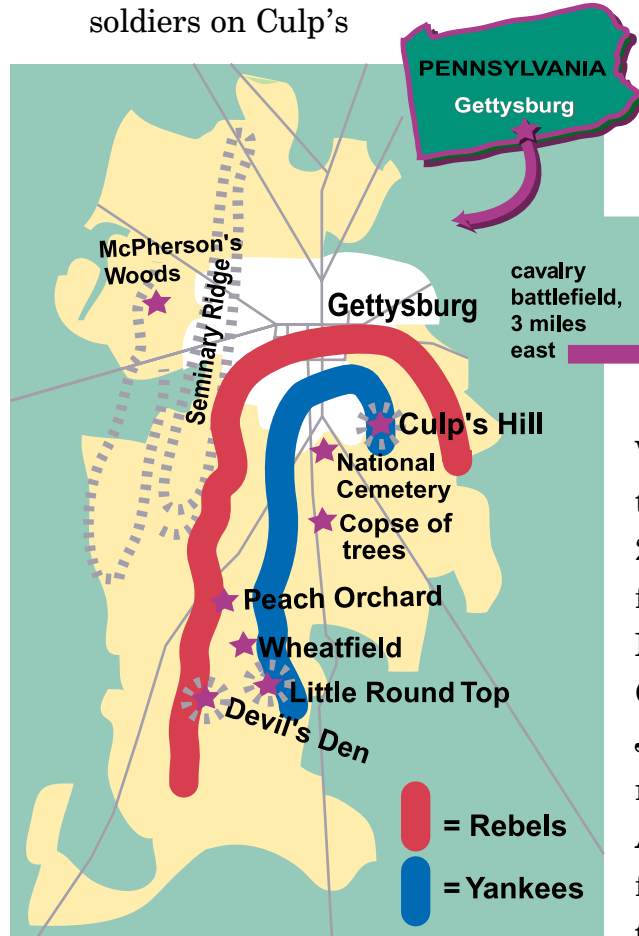 soldiers on Culp's
PENNSYLVANIA
Gettysburg
McPherson's
Woods
Seminary Ridge
Gettysburg
cavalry
battlefield,
3 miles
east
Culp's Hill
National
Cemetery
Copse of
trees
Peach Orchard
Wheatfield
Little Round Top
Devil's Den
= Rebels
= Yankees